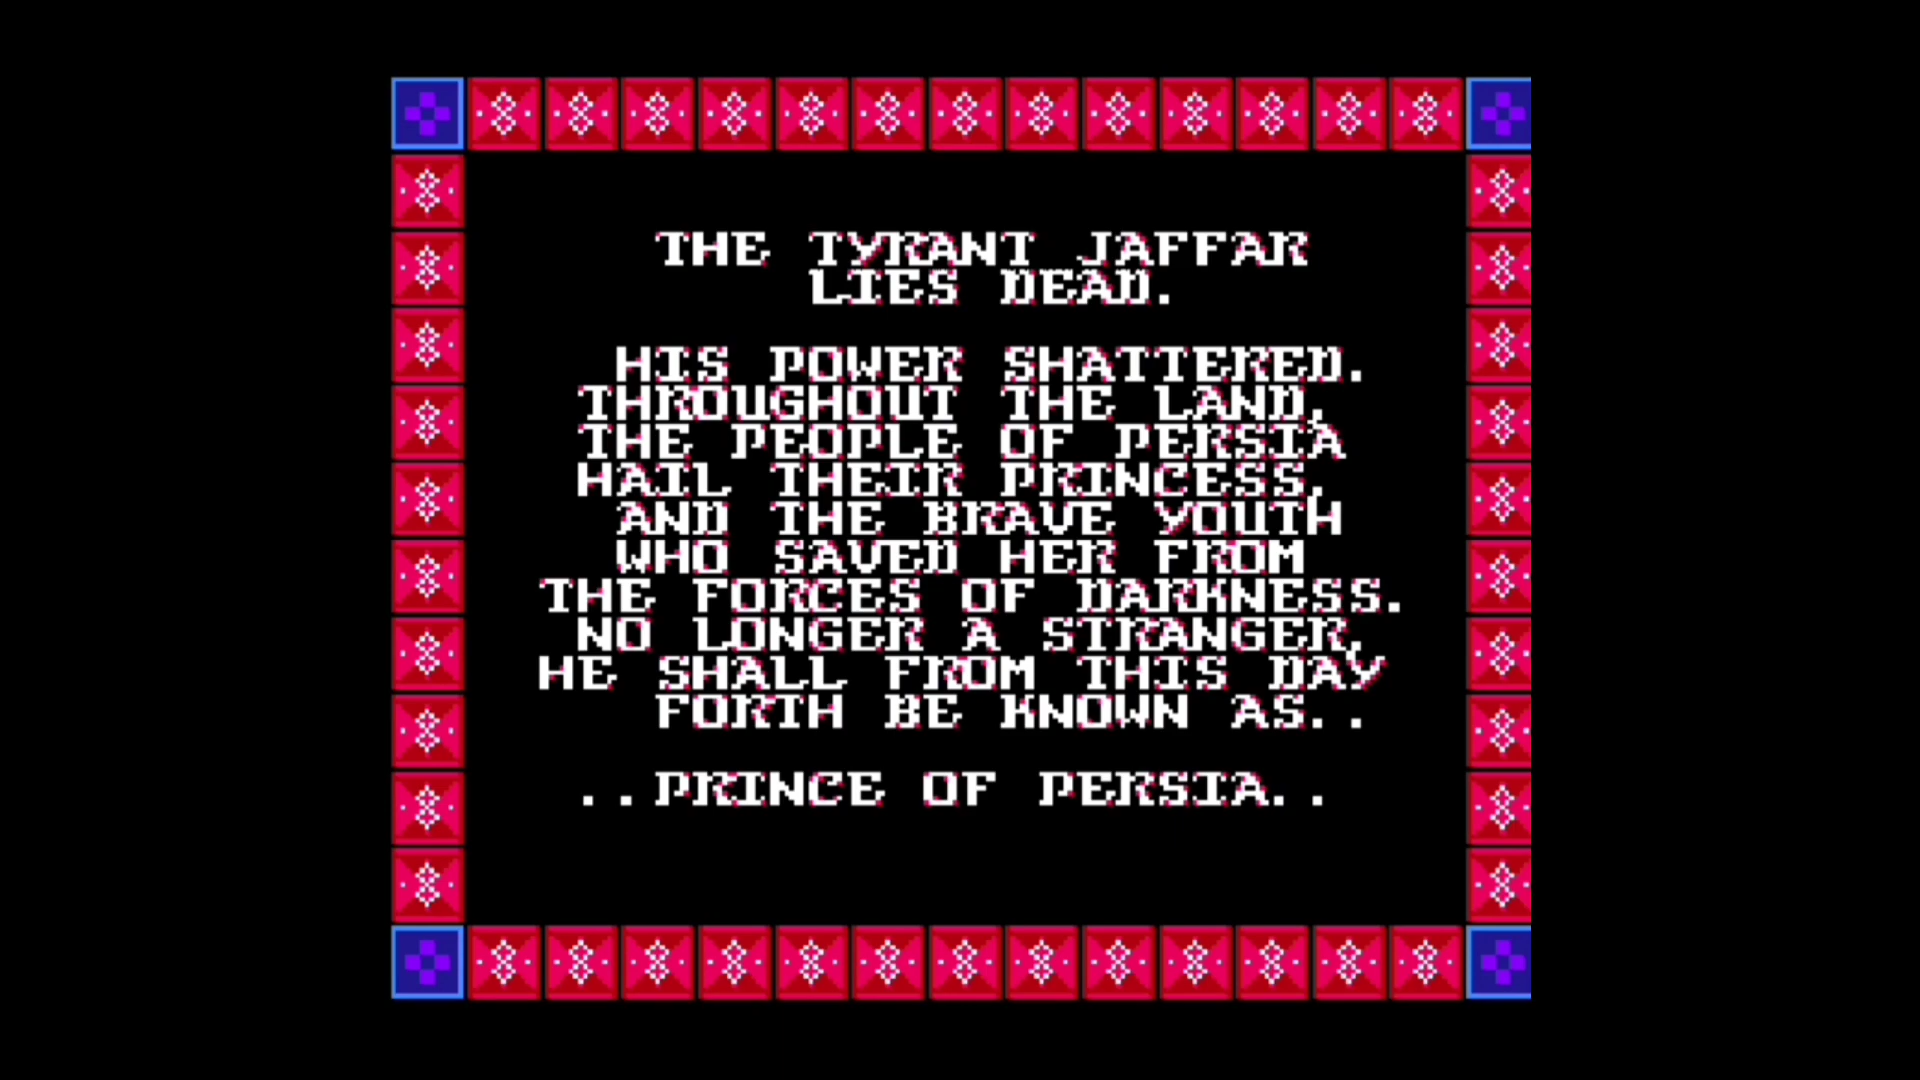 THE TYRANT JAFFAR
LIES DEAD.
HIS POWER SHATTERED.
THROUGHOUT THE LAND,
THE PEOPLE OF PERSIA
HAIL THEIR PRINCESS,
AND THE BRAVE YOUTH
WHO SAVED HER FROM
THE FORCES OF DARKNESS.
NO LONGER A STRANGER,
HE SHALL FROM THIS DAY
FORTH BE KNOWN AS..
..PRINCE OF PERSIA..